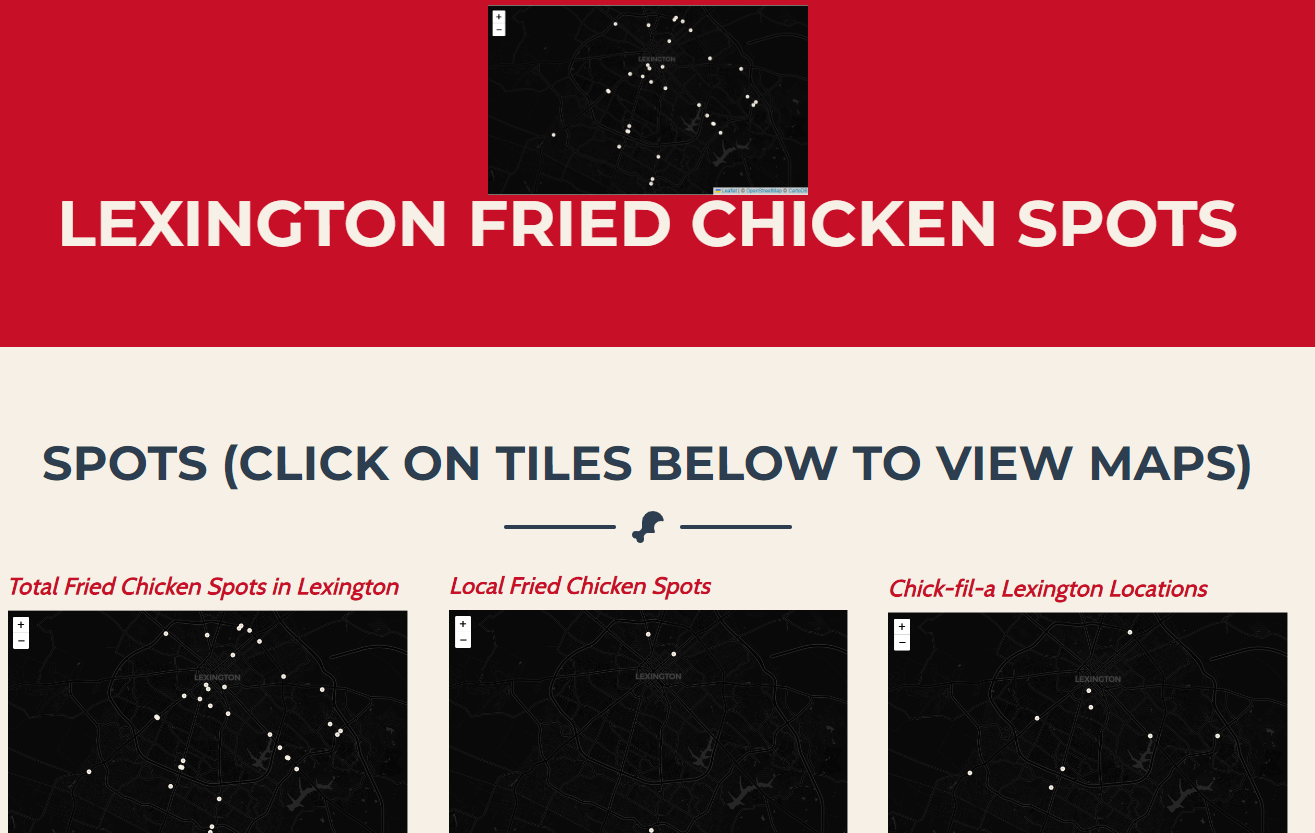 +
LEXINGTON
−
Leaflet | © OpenStreetMap © CartoDB
LEXINGTON FRIED CHICKEN SPOTS
SPOTS (CLICK ON TILES BELOW TO VIEW MAPS)
Total Fried Chicken Spots in Lexington
+
−
LEXINGTON
Local Fried Chicken Spots
+
−
LEXINGTON
Chick-fil-a Lexington Locations
+
−
LEXINGTON